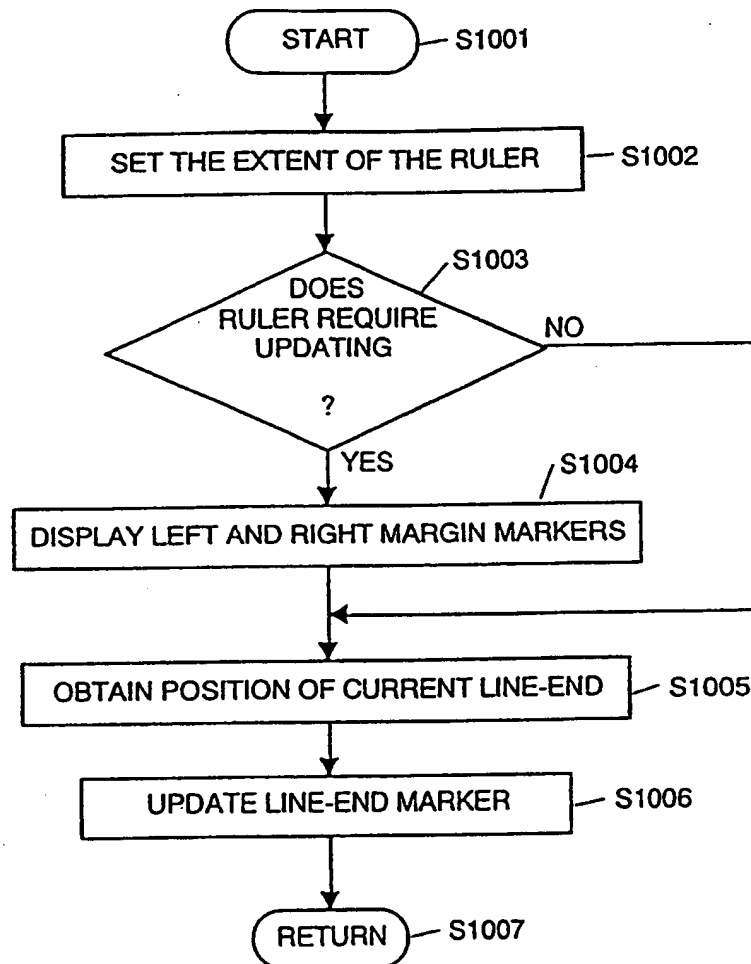 START
S1001
SET THE EXTENT OF THE RULER
S1002
S1003
DOES
RULER REQUIRE
UPDATING
?
NO
YES
S1004
DISPLAY LEFT AND RIGHT MARGIN MARKERS
OBTAIN POSITION OF CURRENT LINE-END
S1005
UPDATE LINE-END MARKER
S1006
RETURN
S1007